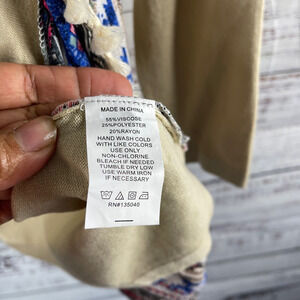 MADE IN CHINA
55%VISCOSE
25%POLYESTER
20%RAYON
HAND WASH COLD
WITH LIKE COLORS
USE ONLY
NON-CHLORINE
BLEACH IF NEEDED
TUMBLE DRY LOW
USE WARM IRON
IF NECESSARY
RN#135040